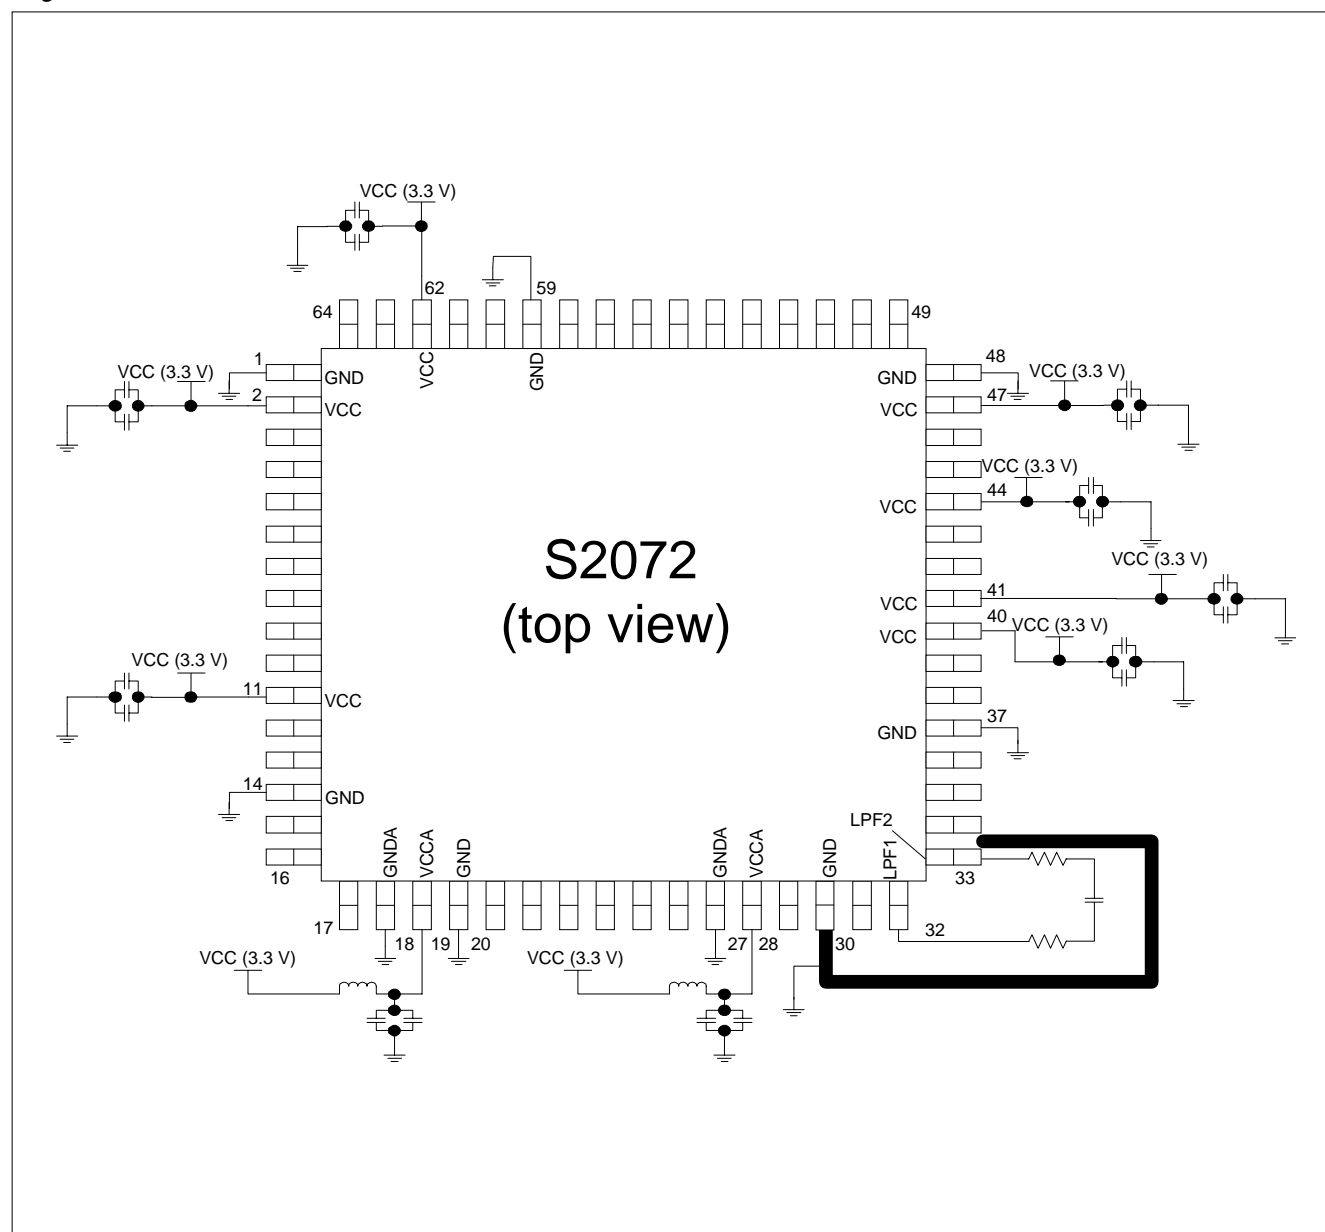 VCC (3.3 V)
62
59
64
49
1
GND
VCC
GND
GND
48
VCC (3.3 V)
VCC (3.3 V)
2
VCC
VCC
47
VCC (3.3 V)
44
VCC
S2072
(top view)
VCC (3.3 V)
41
VCC
40
VCC (3.3 V)
VCC
VCC (3.3 V)
11
VCC
37
GND
14
GND
LPF2
GNDA
VCCA
GND
GNDA
VCCA
GND
LPF1
16
33
17
18
19
20
27
28
30
32
VCC (3.3 V)
VCC (3.3 V)